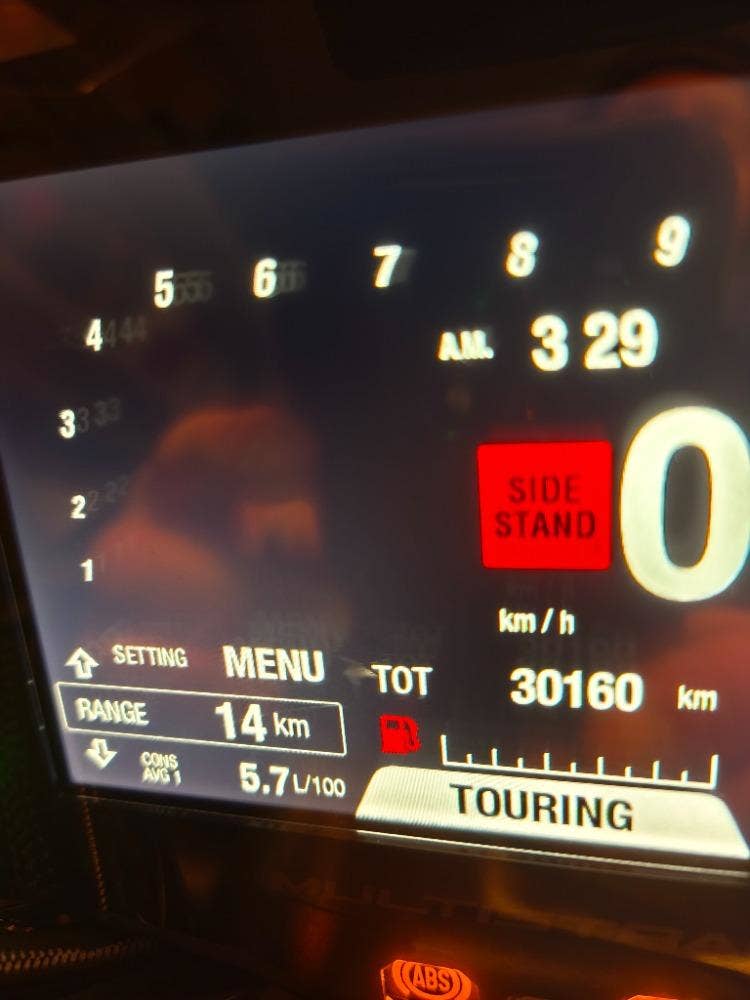 5 6 7 8 9
4
A.M. 3 29
3
0
SIDE
STAND
2
1
km/h
SETTING MENU
TOT 30160 km
RANGE 14 km
CONS
AVG 1 5.7 L/100
TOURING
ABS